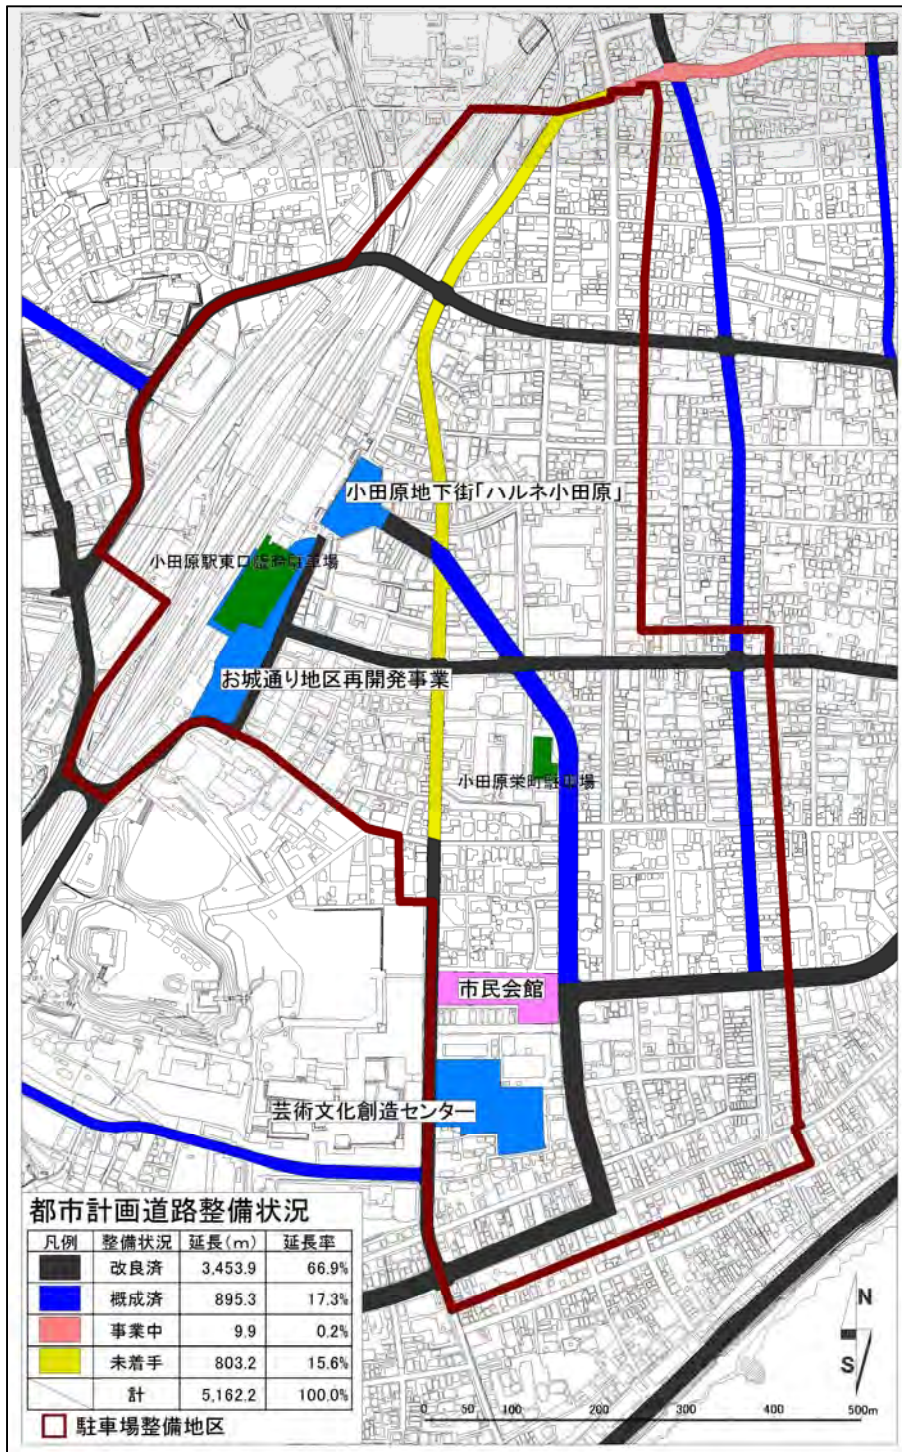 小田原地下街「ハルネ小田原」
小田原駅東口臨時駐車場
お城通り地区再開発事業
小田原栄町駐車場
市民会館
芸術文化創造センター
都市計画道路整備状況
凡例 整備状況 延長(m) 延長率
改良済 3,453.9 66.9%
概成済 895.3 17.3%
事業中 9.9 0.2%
未着手 803.2 15.6%
計 5,162.2 100.0%
駐車場整備地区
N
S
0 50 100 200 300 400 500m